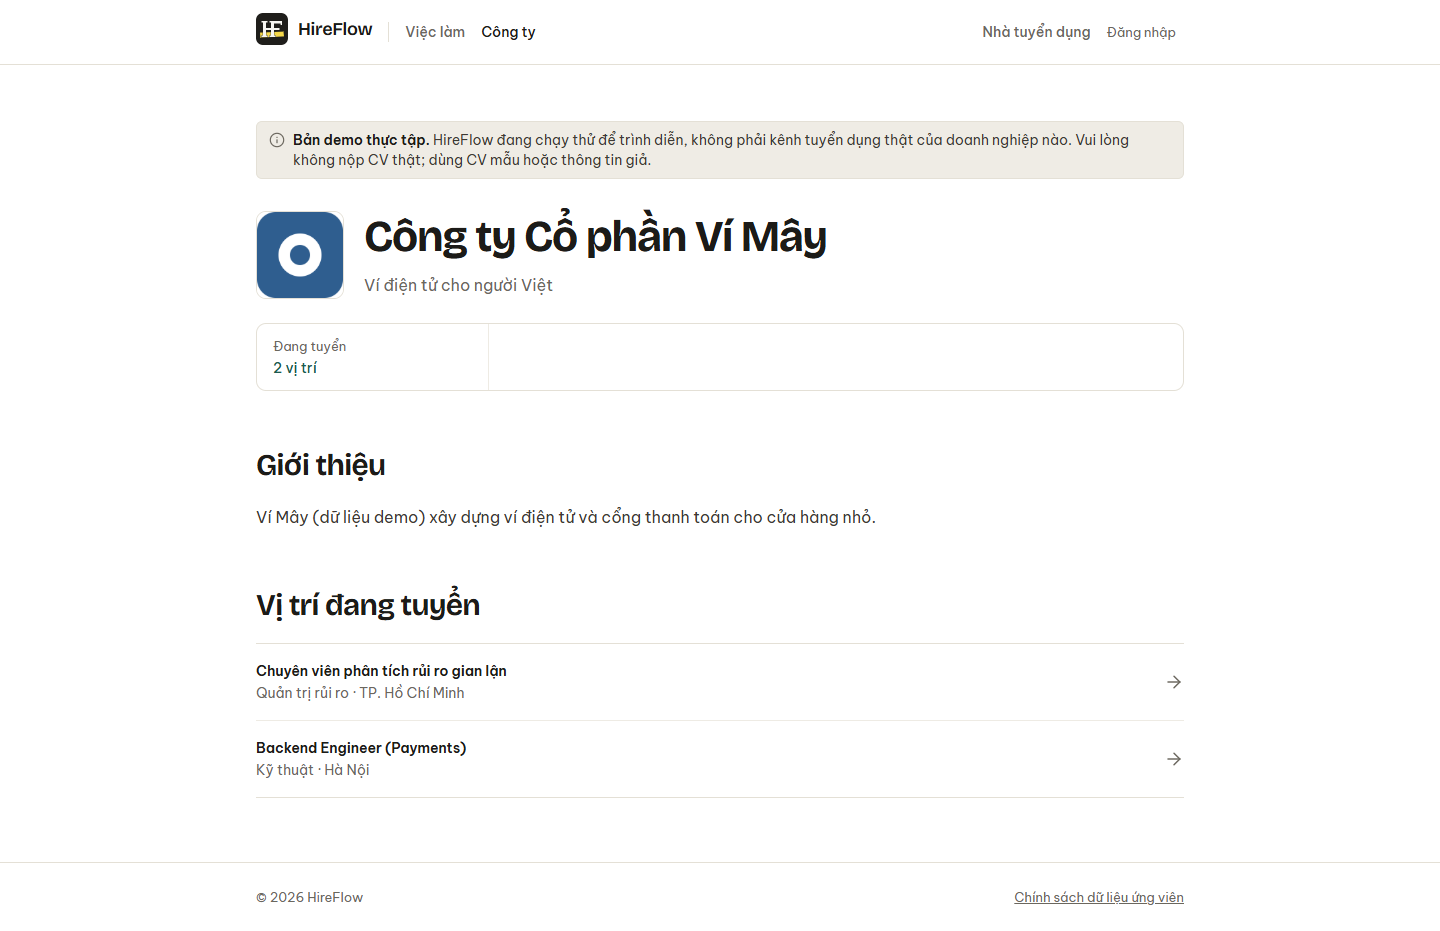 HF HireFlow Việc làm Công ty Nhà tuyển dụng Đăng nhập
Bản demo thực tập. HireFlow đang chạy thử để trình diễn, không phải kênh tuyển dụng thật của doanh nghiệp nào. Vui lòng
không nộp CV thật; dùng CV mẫu hoặc thông tin giả.
Công ty Cổ phần Ví Mây
Ví điện tử cho người Việt
Đang tuyển
2 vị trí
Giới thiệu
Ví Mây (dữ liệu demo) xây dựng ví điện tử và cổng thanh toán cho cửa hàng nhỏ.
Vị trí đang tuyển
Chuyên viên phân tích rủi ro gian lận
Quản trị rủi ro · TP. Hồ Chí Minh
Backend Engineer (Payments)
Kỹ thuật · Hà Nội
© 2026 HireFlow Chính sách dữ liệu ứng viên